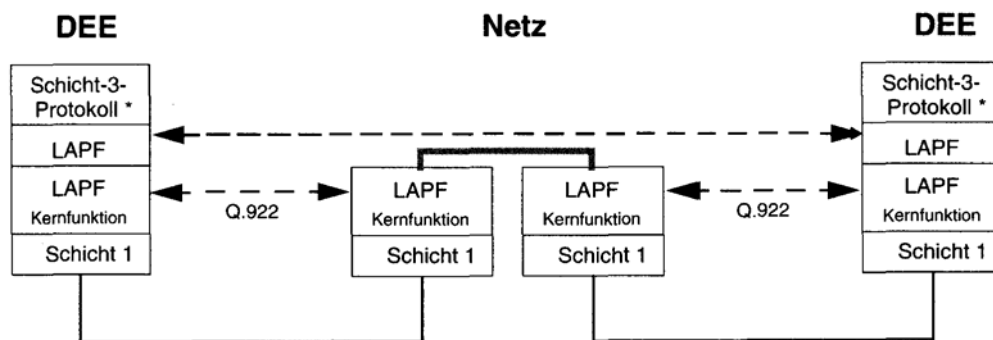 DEE
Netz
DEE
Schicht-3-
Protokoll *
LAPF
LAPF
Kernfunktion
Schicht 1
Q.922
LAPF
Kernfunktion
Schicht 1
LAPF
Kernfunktion
Schicht 1
Q.922
Schicht-3-
Protokoll *
LAPF
LAPF
Kernfunktion
Schicht 1